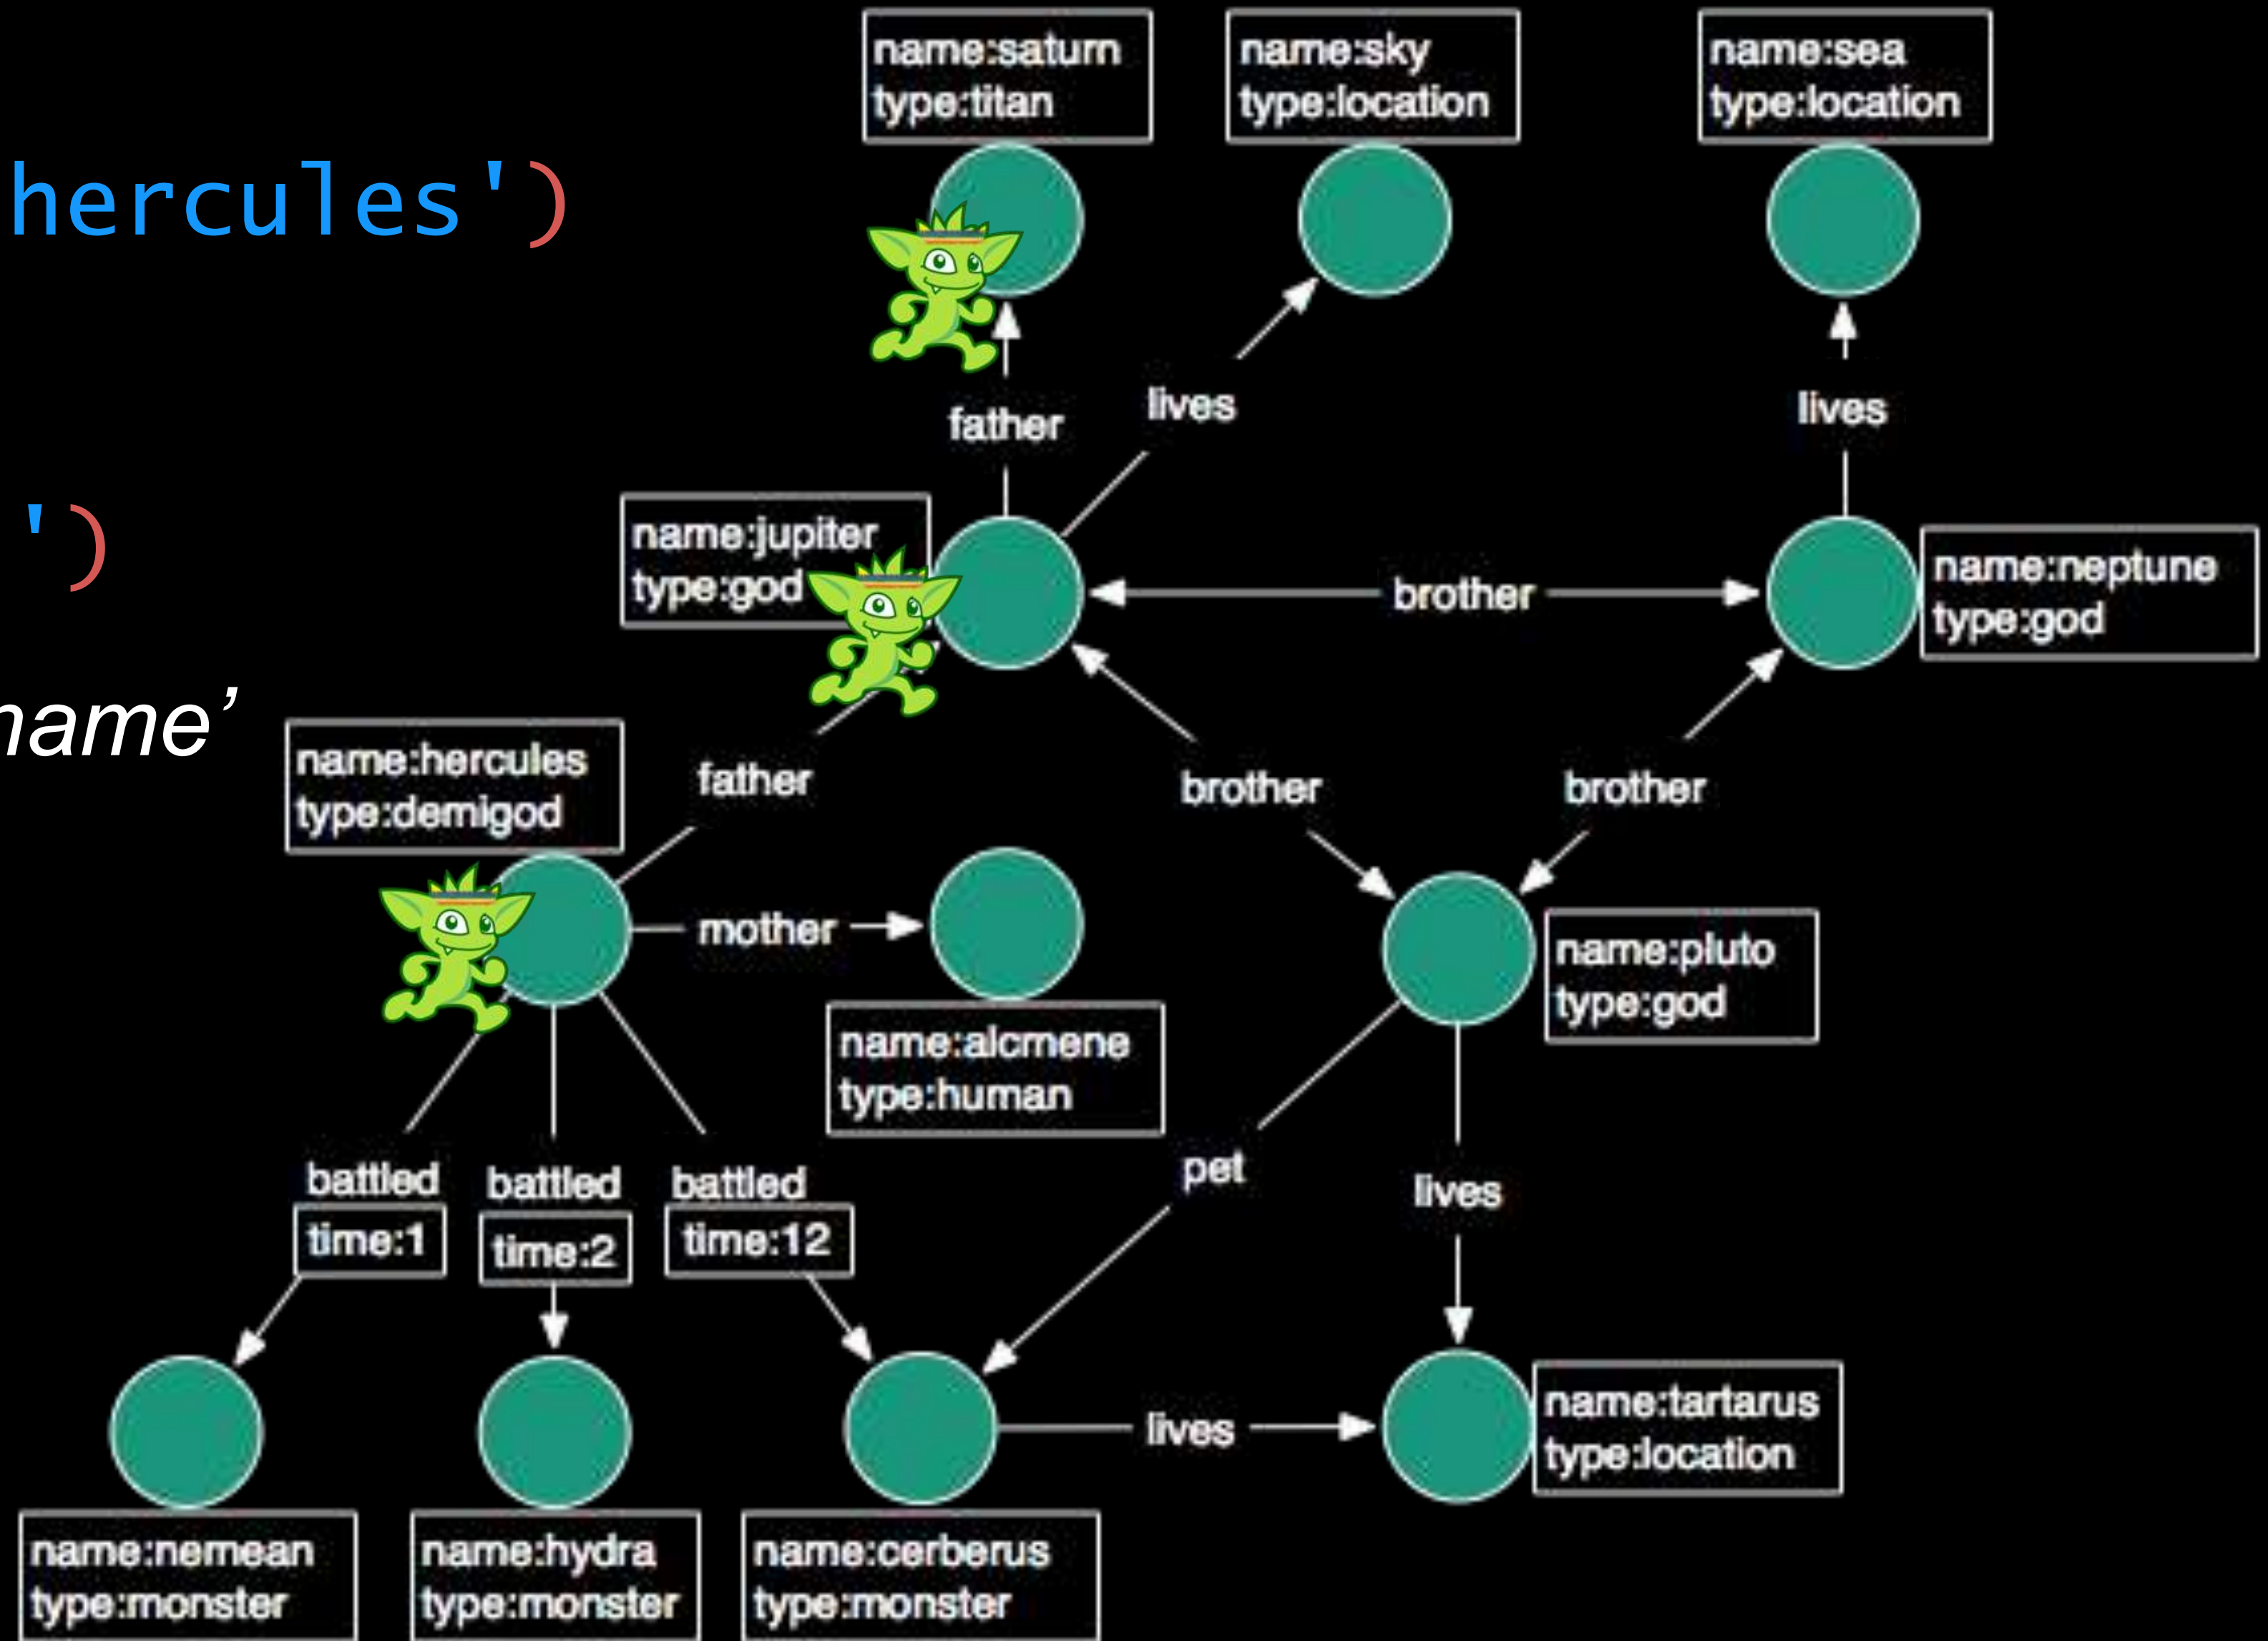 name:saturn
type:titan
name:sky
type:location
name:sea
type:location
hercules')
father
lives
lives
')
name:jupiter
type:god
brother
name:neptune
type:god
name’
name:hercules
type:demigod
father
brother
brother
mother
name:pluto
type:god
name:alcmene
type:human
battled
time:1
battled
time:2
battled
time:12
pet
lives
lives
name:tartarus
type:location
name:nemean
type:monster
name:hydra
type:monster
name:cerberus
type:monster